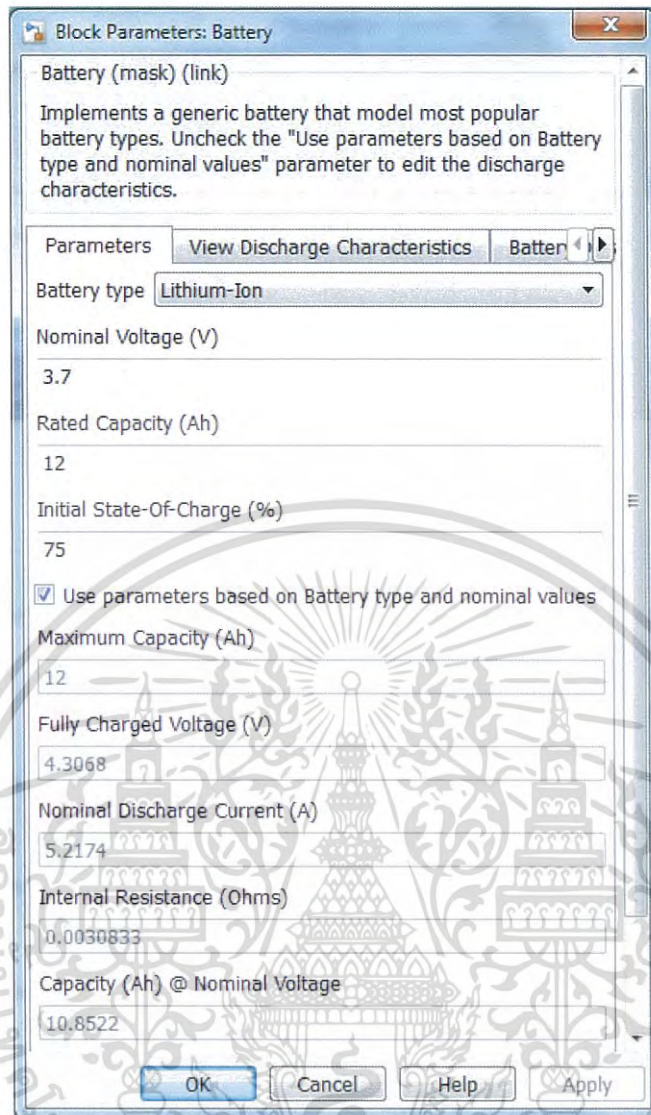 Block Parameters: Battery
Battery (mask) (link)
Implements a generic battery that model most popular
battery types. Uncheck the "Use parameters based on Battery
type and nominal values" parameter to edit the discharge
characteristics.
Parameters
View Discharge Characteristics
Battery
Battery type Lithium-Ion
Nominal Voltage (V)
3.7
Rated Capacity (Ah)
12
Initial State-Of-Charge (%)
75
Use parameters based on Battery type and nominal values
Maximum Capacity (Ah)
12
Fully Charged Voltage (V)
4.3068
Nominal Discharge Current (A)
5.2174
Internal Resistance (Ohms)
0.0030833
Capacity (Ah) @ Nominal Voltage
10.8522
OK
Cancel
Help
Apply